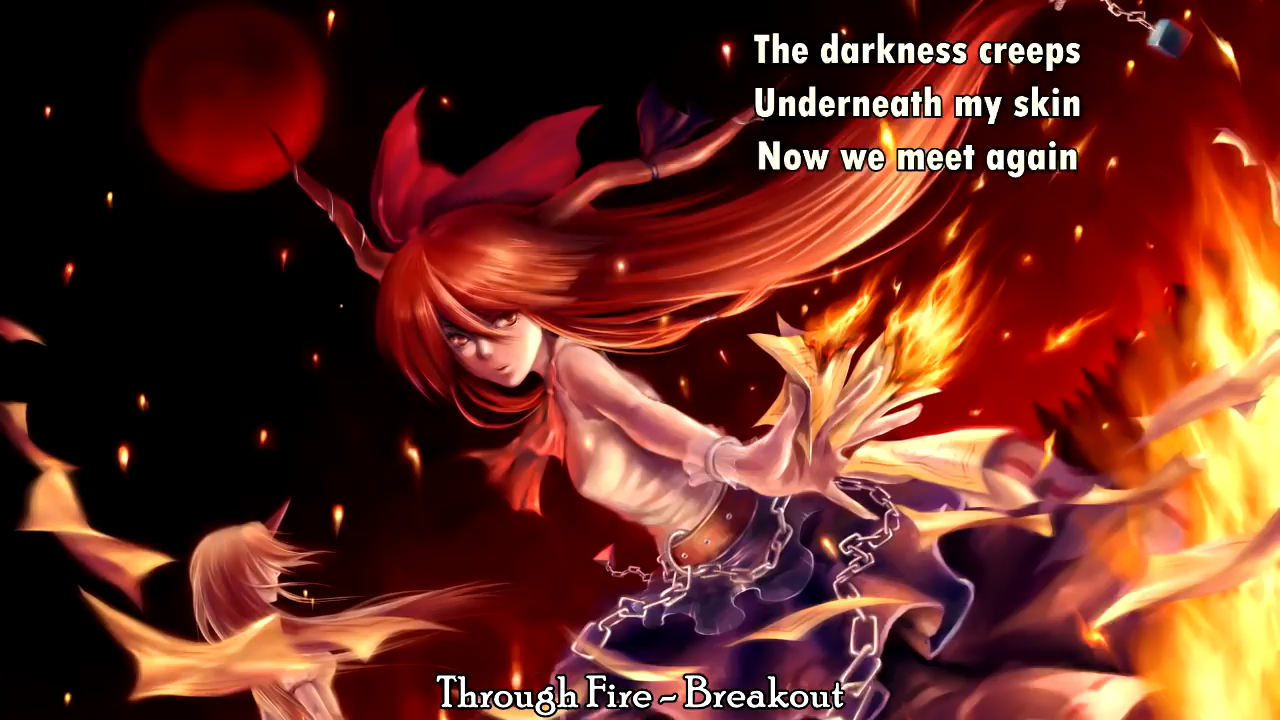 The darkness creeps
Underneath my skin
Now we meet again
Through Fire - Breakout